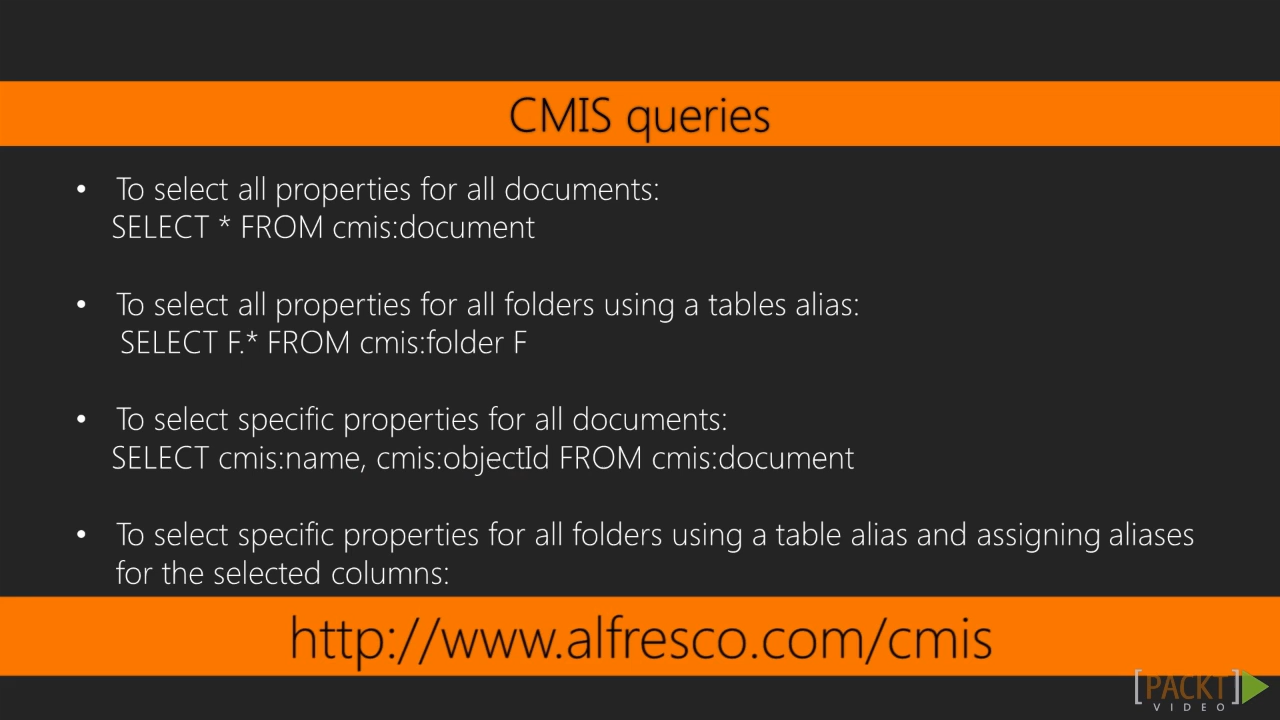 CMIS queries
• To select all properties for all documents:
SELECT * FROM cmis:document
• To select all properties for all folders using a tables alias:
SELECT F.* FROM cmis:folder F
• To select specific properties for all documents:
SELECT cmis:name, cmis:objectId FROM cmis:document
• To select specific properties for all folders using a table alias and assigning aliases
for the selected columns:
http://www.alfresco.com/cmis
[PACKT]
VIDEO